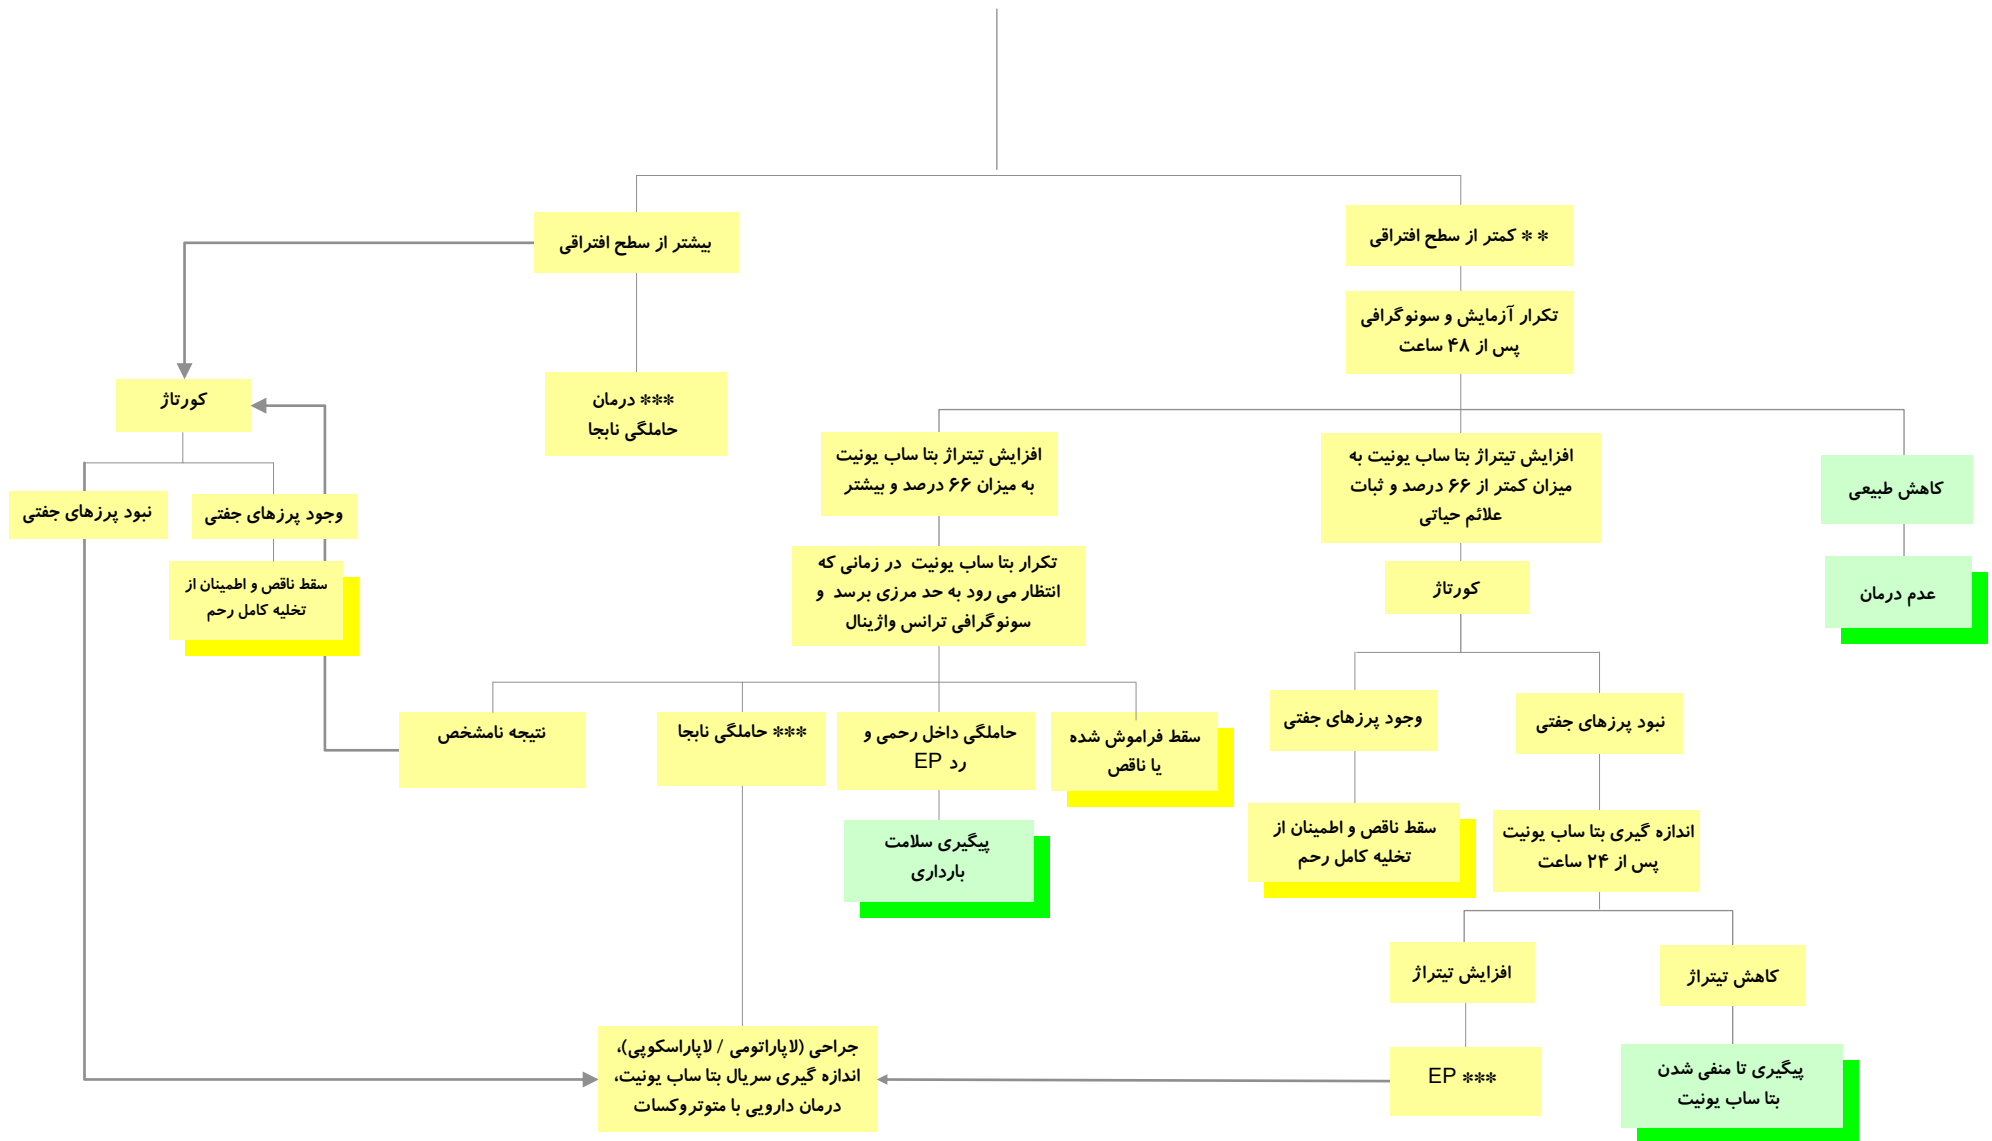 ** کمتر از سطح افتراقی
بیشتر از سطح افتراقی
تکرار آزمایش و سونوگرافی
پس از ۴۸ ساعت
*** درمان
حاملگی نابجا
کورتاژ
کاهش طبیعی
افزایش تیتراژ بتا ساب یونیت به
میزان کمتر از ۶۶ درصد و ثبات
علائم حیاتی
افزایش تیتراژ بتا ساب یونیت
به میزان ۶۶ درصد و بیشتر
وجود پرزهای جفتی
نبود پرزهای جفتی
عدم درمان
کورتاژ
تکرار بتا ساب یونیت در زمانی که
انتظار می رود به حد مرزی برسد و
سونوگرافی ترانس واژینال
سقط ناقص و اطمینان از
تخلیه کامل رحم
نبود پرزهای جفتی
وجود پرزهای جفتی
سقط فراموش شده
یا ناقص
حاملگی داخل رحمی و
رد EP
*** حاملگی نابجا
نتیجه نامشخص
اندازه گیری بتا ساب یونیت
پس از ۲۴ ساعت
سقط ناقص و اطمینان از
تخلیه کامل رحم
پیگیری سلامت
بارداری
کاهش تیتراژ
افزایش تیتراژ
پیگیری تا منفی شدن
بتا ساب یونیت
*** EP
جراحی (لاپاراتومی / لاپاراسکوپی)،
اندازه گیری سریال بتا ساب یونیت،
درمان دارویی با متوتروکسات